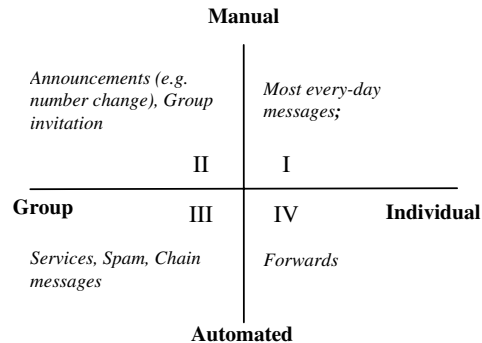 Manual
Announcements (e.g.
number change), Group
invitation
Most every-day
messages;
II
I
Group
III
IV
Individual
Services, Spam, Chain
messages
Forwards
Automated